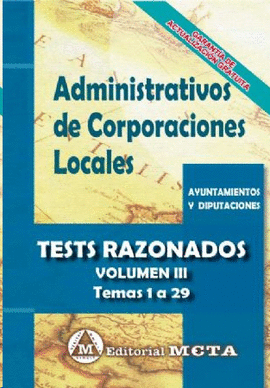 GARANTÍA DE
ACTUALIZACIÓN GRATUITA
Administrativos
de Corporaciones
Locales
AYUNTAMIENTOS
Y DIPUTACIONES
TESTS RAZONADOS
VOLUMEN III
Temas 1 a 29
M
Editorial META